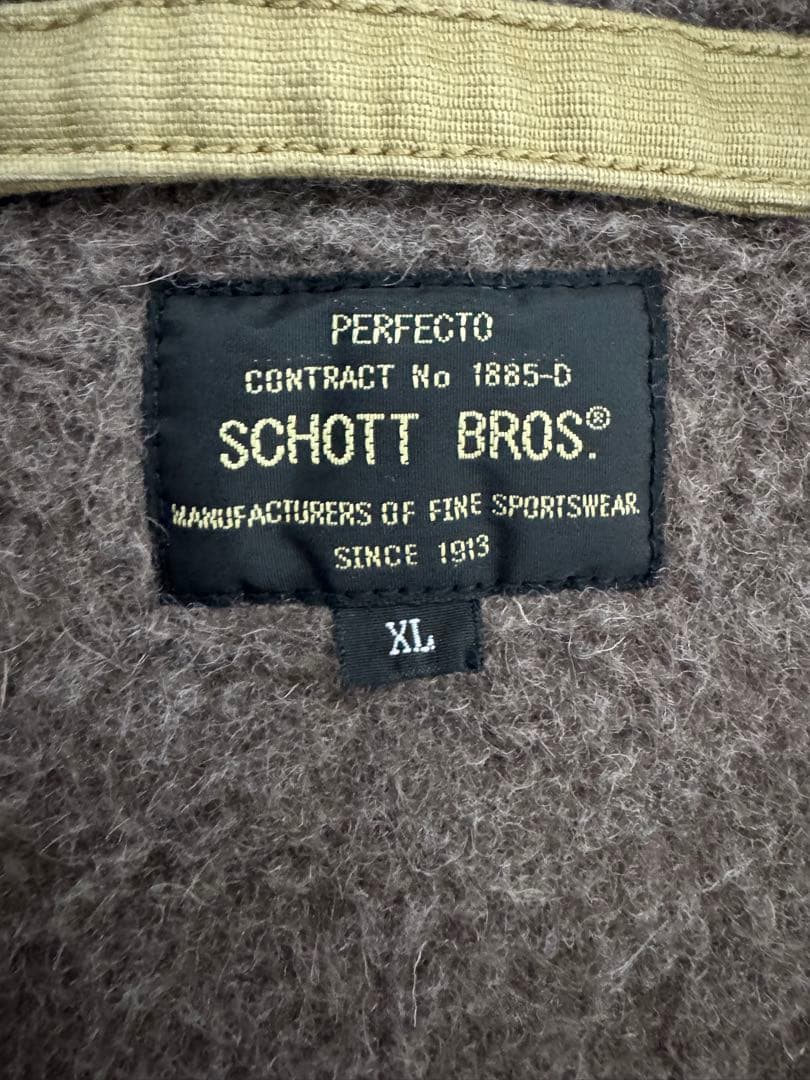 PERFECTO
CONTRACT No 1885-D
SCHOTT BROS.®
MANUFACTURERS OF FINE SPORTSWEAR
SINCE 1913
XL